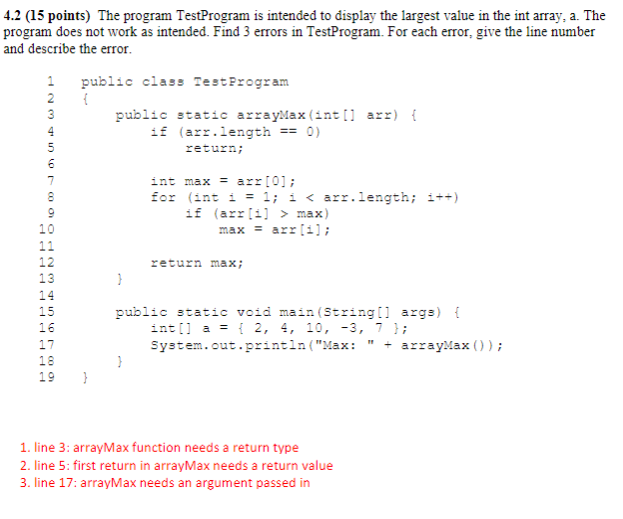 4.2 (15 points) The program TestProgram is intended to display the largest value in the int array, a. The
program does not work as intended. Find 3 errors in TestProgram. For each error, give the line number
and describe the error.
1 public class TestProgram
2 {
3 public static arrayMax(int[] arr) {
4 if (arr.length == 0)
5 return;
6
7 int max = arr[0];
8 for (int i = 1; i < arr.length; i++)
9 if (arr[i] > max)
10 max = arr[i];
11
12 return max;
13 }
14
15 public static void main(String[] args) {
16 int[] a = { 2, 4, 10, -3, 7 };
17 System.out.println("Max: " + arrayMax());
18 }
19 }
1. line 3: arrayMax function needs a return type
2. line 5: first return in arrayMax needs a return value
3. line 17: arrayMax needs an argument passed in